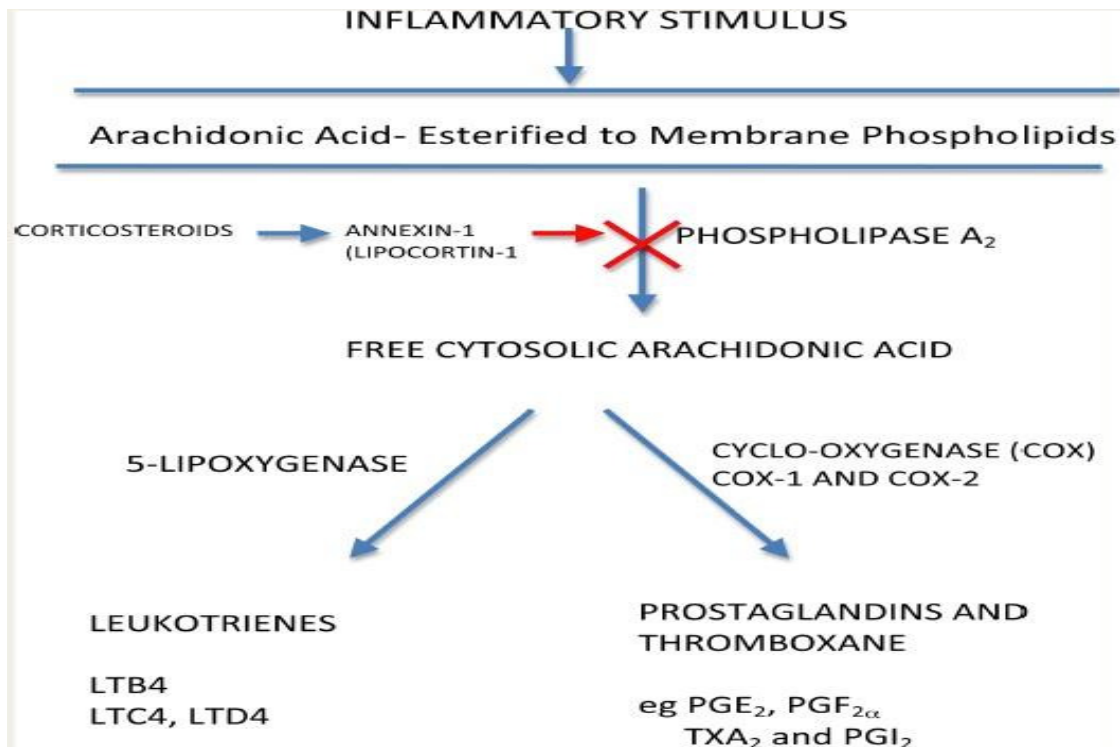 INFLAMMATORY STIMULUS
Arachidonic Acid- Esterified to Membrane Phospholipids
CORTICOSTEROIDS
ANNEXIN-1
(LIPOCORTIN-1
PHOSPHOLIPASE A₂
FREE CYTOSOLIC ARACHIDONIC ACID
5-LIPOXYGENASE
CYCLO-OXYGENASE (COX)
COX-1 AND COX-2
LEUKOTRIENES
LTB4
LTC4, LTD4
PROSTAGLANDINS AND
THROMBOXANE
eg PGE₂, PGF₂α
TXA₂ and PGI₂